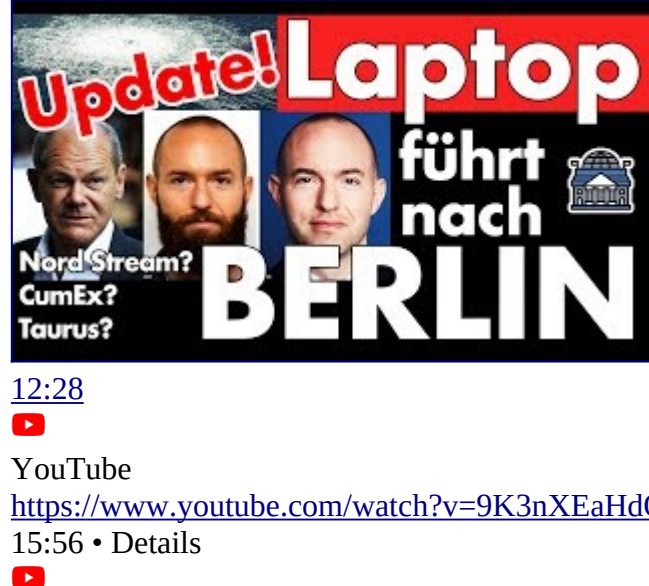 Update! Laptop
führt
nach
BERLIN
Nord Stream?
CumEx?
Taurus?
12:28
YouTube
https://www.youtube.com/watch?v=9K3nXEaHd
15:56 • Details